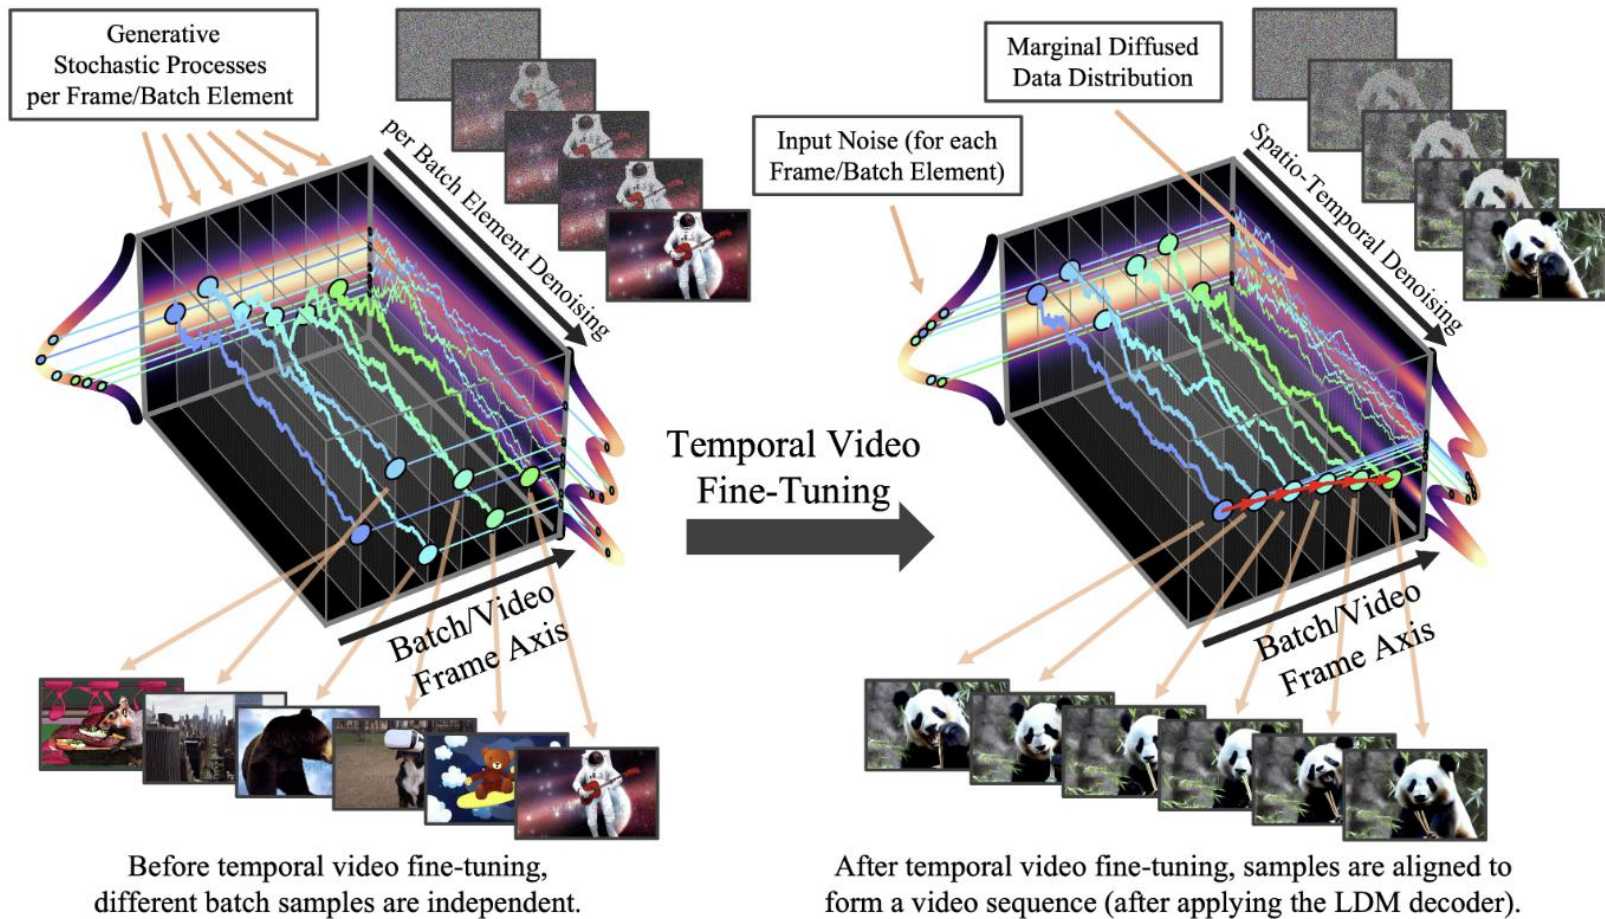 Generative
Stochastic Processes
per Frame/Batch Element
per Batch Element Denoising
Batch/Video
Frame Axis
Before temporal video fine-tuning,
different batch samples are independent.
Temporal Video
Fine-Tuning
Input Noise (for each
Frame/Batch Element)
Marginal Diffused
Data Distribution
Spatio-Temporal Denoising
Batch/Video
Frame Axis
After temporal video fine-tuning, samples are aligned to
form a video sequence (after applying the LDM decoder).